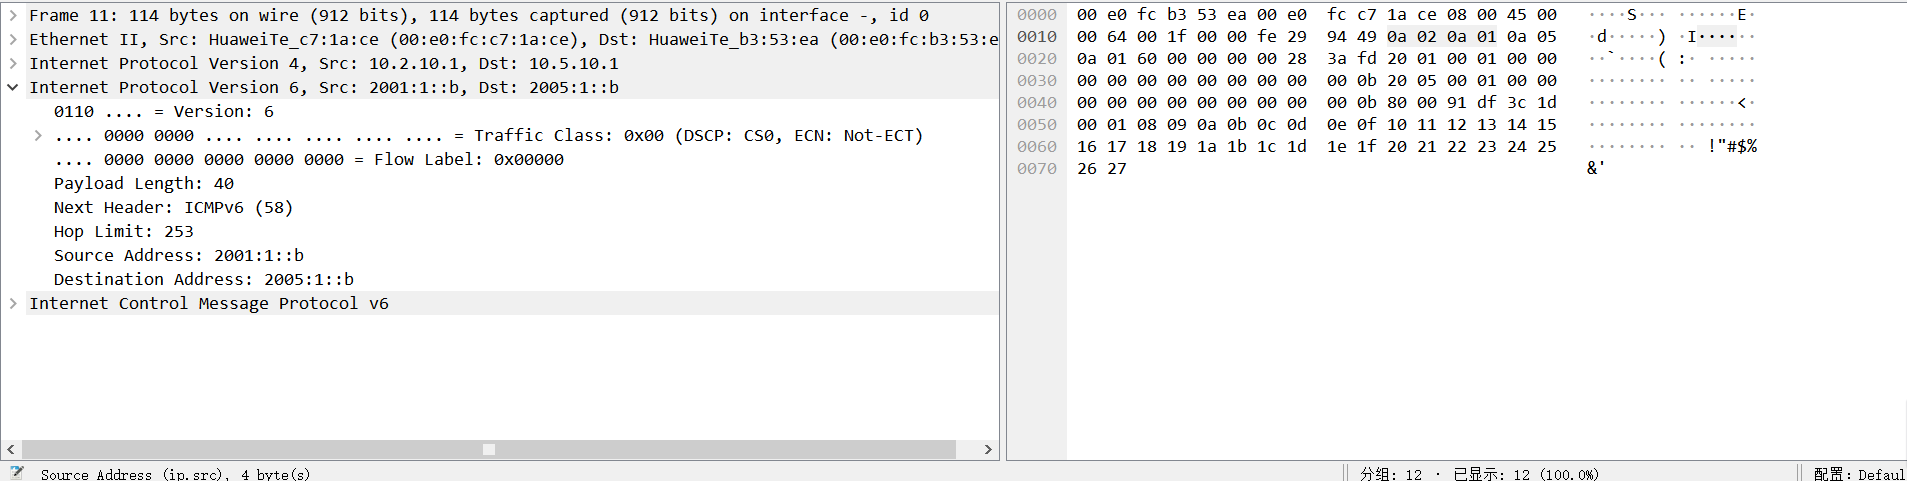 Frame 11: 114 bytes on wire (912 bits), 114 bytes captured (912 bits) on interface -, id 0
Ethernet II, Src: HuaweiTe_c7:1a:ce (00:e0:fc:c7:1a:ce), Dst: HuaweiTe_b3:53:ea (00:e0:fc:b3:53:e
Internet Protocol Version 4, Src: 10.2.10.1, Dst: 10.5.10.1
Internet Protocol Version 6, Src: 2001:1::b, Dst: 2005:1::b
0110 .... = Version: 6
.... 0000 0000 .... .... .... .... .... = Traffic Class: 0x00 (DSCP: CS0, ECN: Not-ECT)
.... 0000 0000 0000 0000 0000 = Flow Label: 0x00000
Payload Length: 40
Next Header: ICMPv6 (58)
Hop Limit: 253
Source Address: 2001:1::b
Destination Address: 2005:1::b
Internet Control Message Protocol v6
0000 00 e0 fc b3 53 ea 00 e0 fc c7 1a ce 08 00 45 00 ····S··· ······E·
0010 00 64 00 1f 00 00 fe 29 94 49 0a 02 0a 01 0a 05 ·d·····) ·I······
0020 0a 01 60 00 00 00 00 28 3a fd 20 01 00 01 00 00 ··`····( :· ·····
0030 00 00 00 00 00 00 00 00 00 0b 20 05 00 01 00 00 ········ ·· ·····
0040 00 00 00 00 00 00 00 00 00 0b 80 00 91 df 3c 1d ········ ······<·
0050 00 01 08 09 0a 0b 0c 0d 0e 0f 10 11 12 13 14 15 ········ ········
0060 16 17 18 19 1a 1b 1c 1d 1e 1f 20 21 22 23 24 25 ········ ·· !"#$%
0070 26 27 &'
Source Address (ip.src), 4 byte(s)
分组: 12 · 已显示: 12 (100.0%)
配置: Defaul